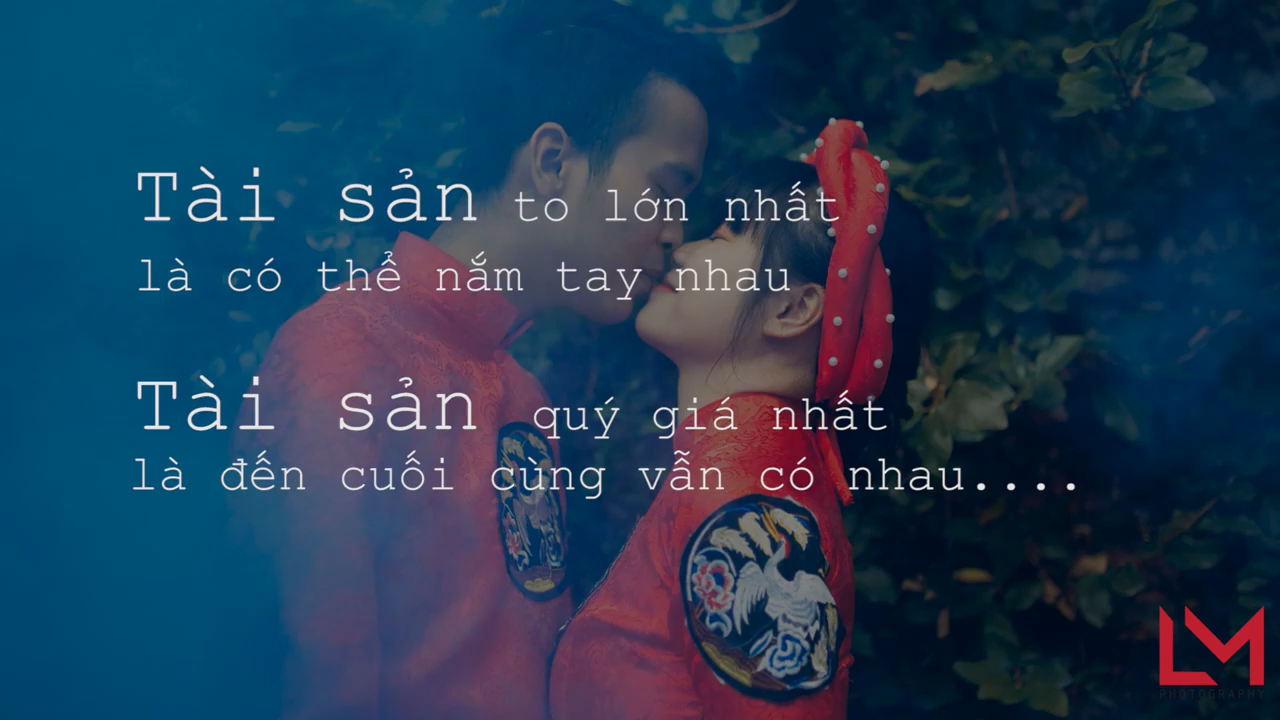 Tài sản to lớn nhất
là có thể nắm tay nhau
Tài sản quý giá nhất
là đến cuối cùng vẫn có nhau....
LM
PHOTOGRAPHY